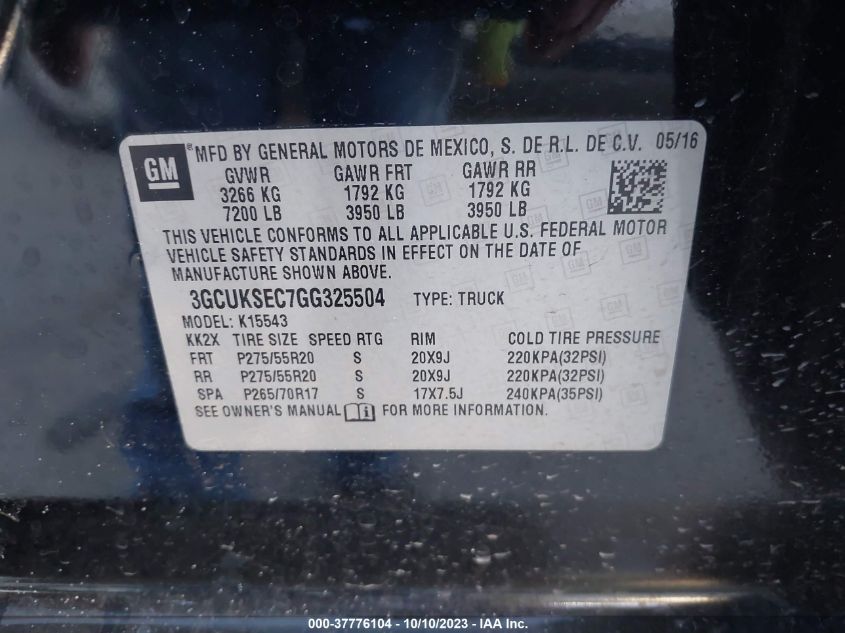 GM ® MFD BY GENERAL MOTORS DE MEXICO, S. DE R.L. DE C.V. 05/16
GVWR GAWR FRT GAWR RR
3266 KG 1792 KG 1792 KG
7200 LB 3950 LB 3950 LB
THIS VEHICLE CONFORMS TO ALL APPLICABLE U.S. FEDERAL MOTOR
VEHICLE SAFETY STANDARDS IN EFFECT ON THE DATE OF
MANUFACTURE SHOWN ABOVE.
3GCUKSEC7GG325504 TYPE: TRUCK
MODEL: K15543
KK2X TIRE SIZE SPEED RTG RIM COLD TIRE PRESSURE
FRT P275/55R20 S 20X9J 220KPA(32PSI)
RR P275/55R20 S 20X9J 220KPA(32PSI)
SPA P265/70R17 S 17X7.5J 240KPA(35PSI)
SEE OWNER'S MANUAL i FOR MORE INFORMATION.
000-37776104 - 10/10/2023 - IAA Inc.